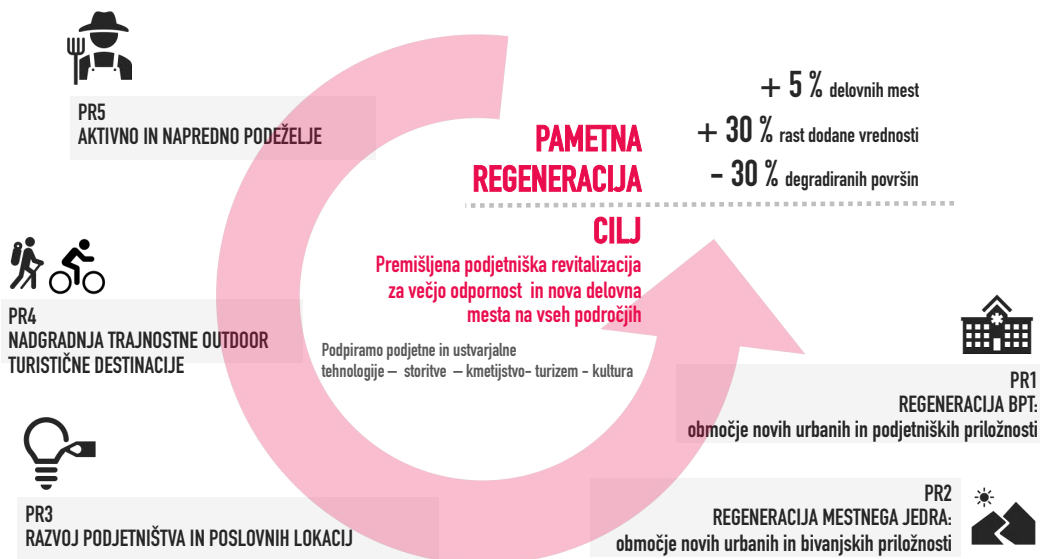 PR5
AKTIVNO IN NAPREDNO PODEŽELJE
PAMETNA
REGENERACIJA
+ 5 % delovnih mest
+ 30 % rast dodane vrednosti
- 30 % degradiranih površin
CILJ
Premišljena podjetniška revitalizacija
za večjo odpornost in nova delovna
mesta na vseh področjih
Podpiramo podjetne in ustvarjalne
tehnologije – storitve – kmetijstvo- turizem - kultura
PR4
NADGRADNJA TRAJNOSTNE OUTDOOR
TURISTIČNE DESTINACIJE
PR1
REGENERACIJA BPT:
območje novih urbanih in podjetniških priložnosti
PR3
RAZVOJ PODJETNIŠTVA IN POSLOVNIH LOKACIJ
PR2
REGENERACIJA MESTNEGA JEDRA:
območje novih urbanih in bivanjskih priložnosti